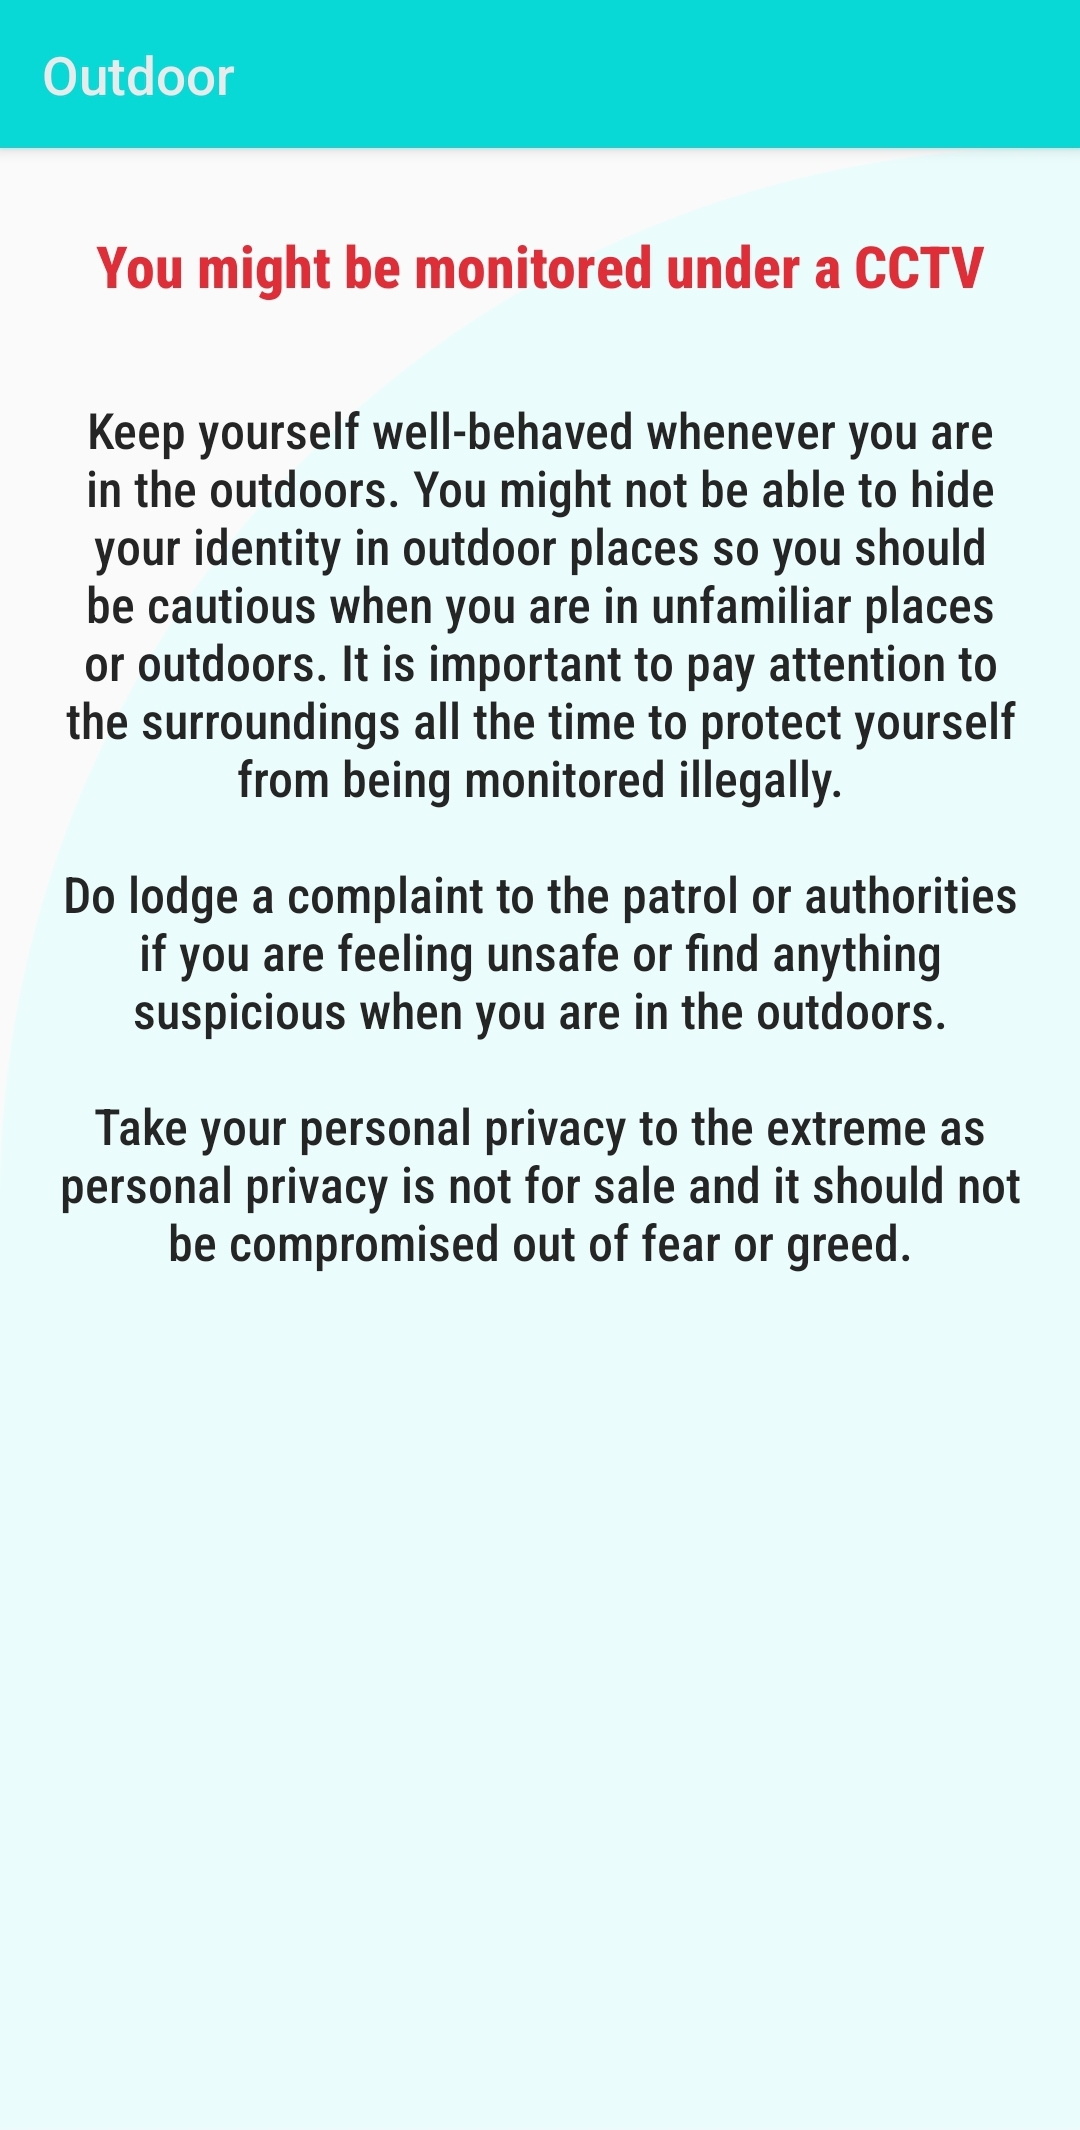 Outdoor
You might be monitored under a CCTV
Keep yourself well-behaved whenever you are
in the outdoors. You might not be able to hide
your identity in outdoor places so you should
be cautious when you are in unfamiliar places
or outdoors. It is important to pay attention to
the surroundings all the time to protect yourself
from being monitored illegally.
Do lodge a complaint to the patrol or authorities
if you are feeling unsafe or find anything
suspicious when you are in the outdoors.
Take your personal privacy to the extreme as
personal privacy is not for sale and it should not
be compromised out of fear or greed.